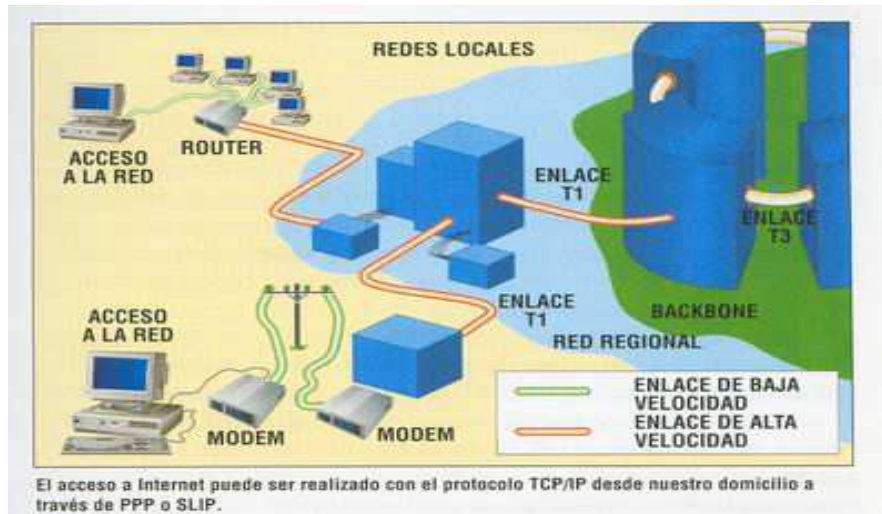 REDES LOCALES
ACCESO
A LA RED
ROUTER
ENLACE
T1
ENLACE
T3
ACCESO
A LA RED
ENLACE
T1
BACKBONE
RED REGIONAL
MODEM
MODEM
ENLACE DE BAJA
VELOCIDAD
ENLACE DE ALTA
VELOCIDAD
El acceso a Internet puede ser realizado con el protocolo TCP/IP desde nuestro domicilio a
través de PPP o SLIP.